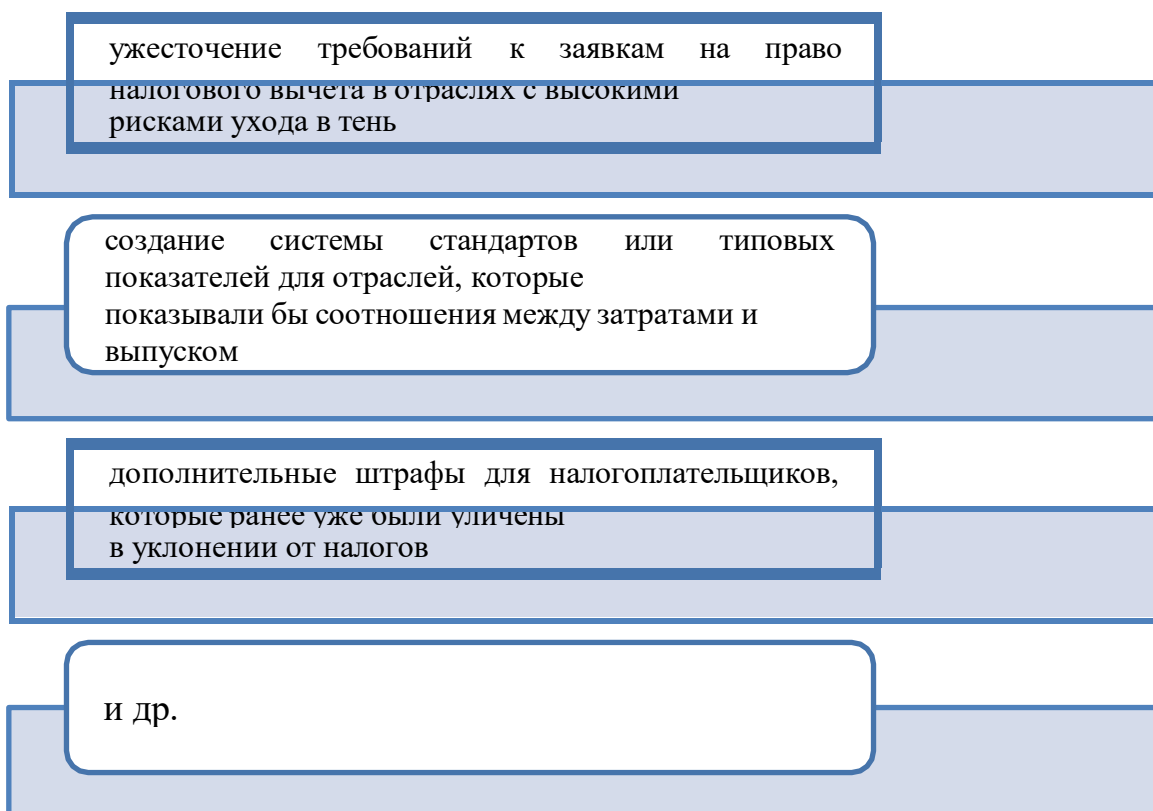 ужесточение требований к заявкам на право
налогового вычета в отраслях с высокими
рисками ухода в тень
создание системы стандартов или типовых
показателей для отраслей, которые
показывали бы соотношения между затратами и
выпуском
дополнительные штрафы для налогоплательщиков,
которые ранее уже были уличены
в уклонении от налогов
и др.